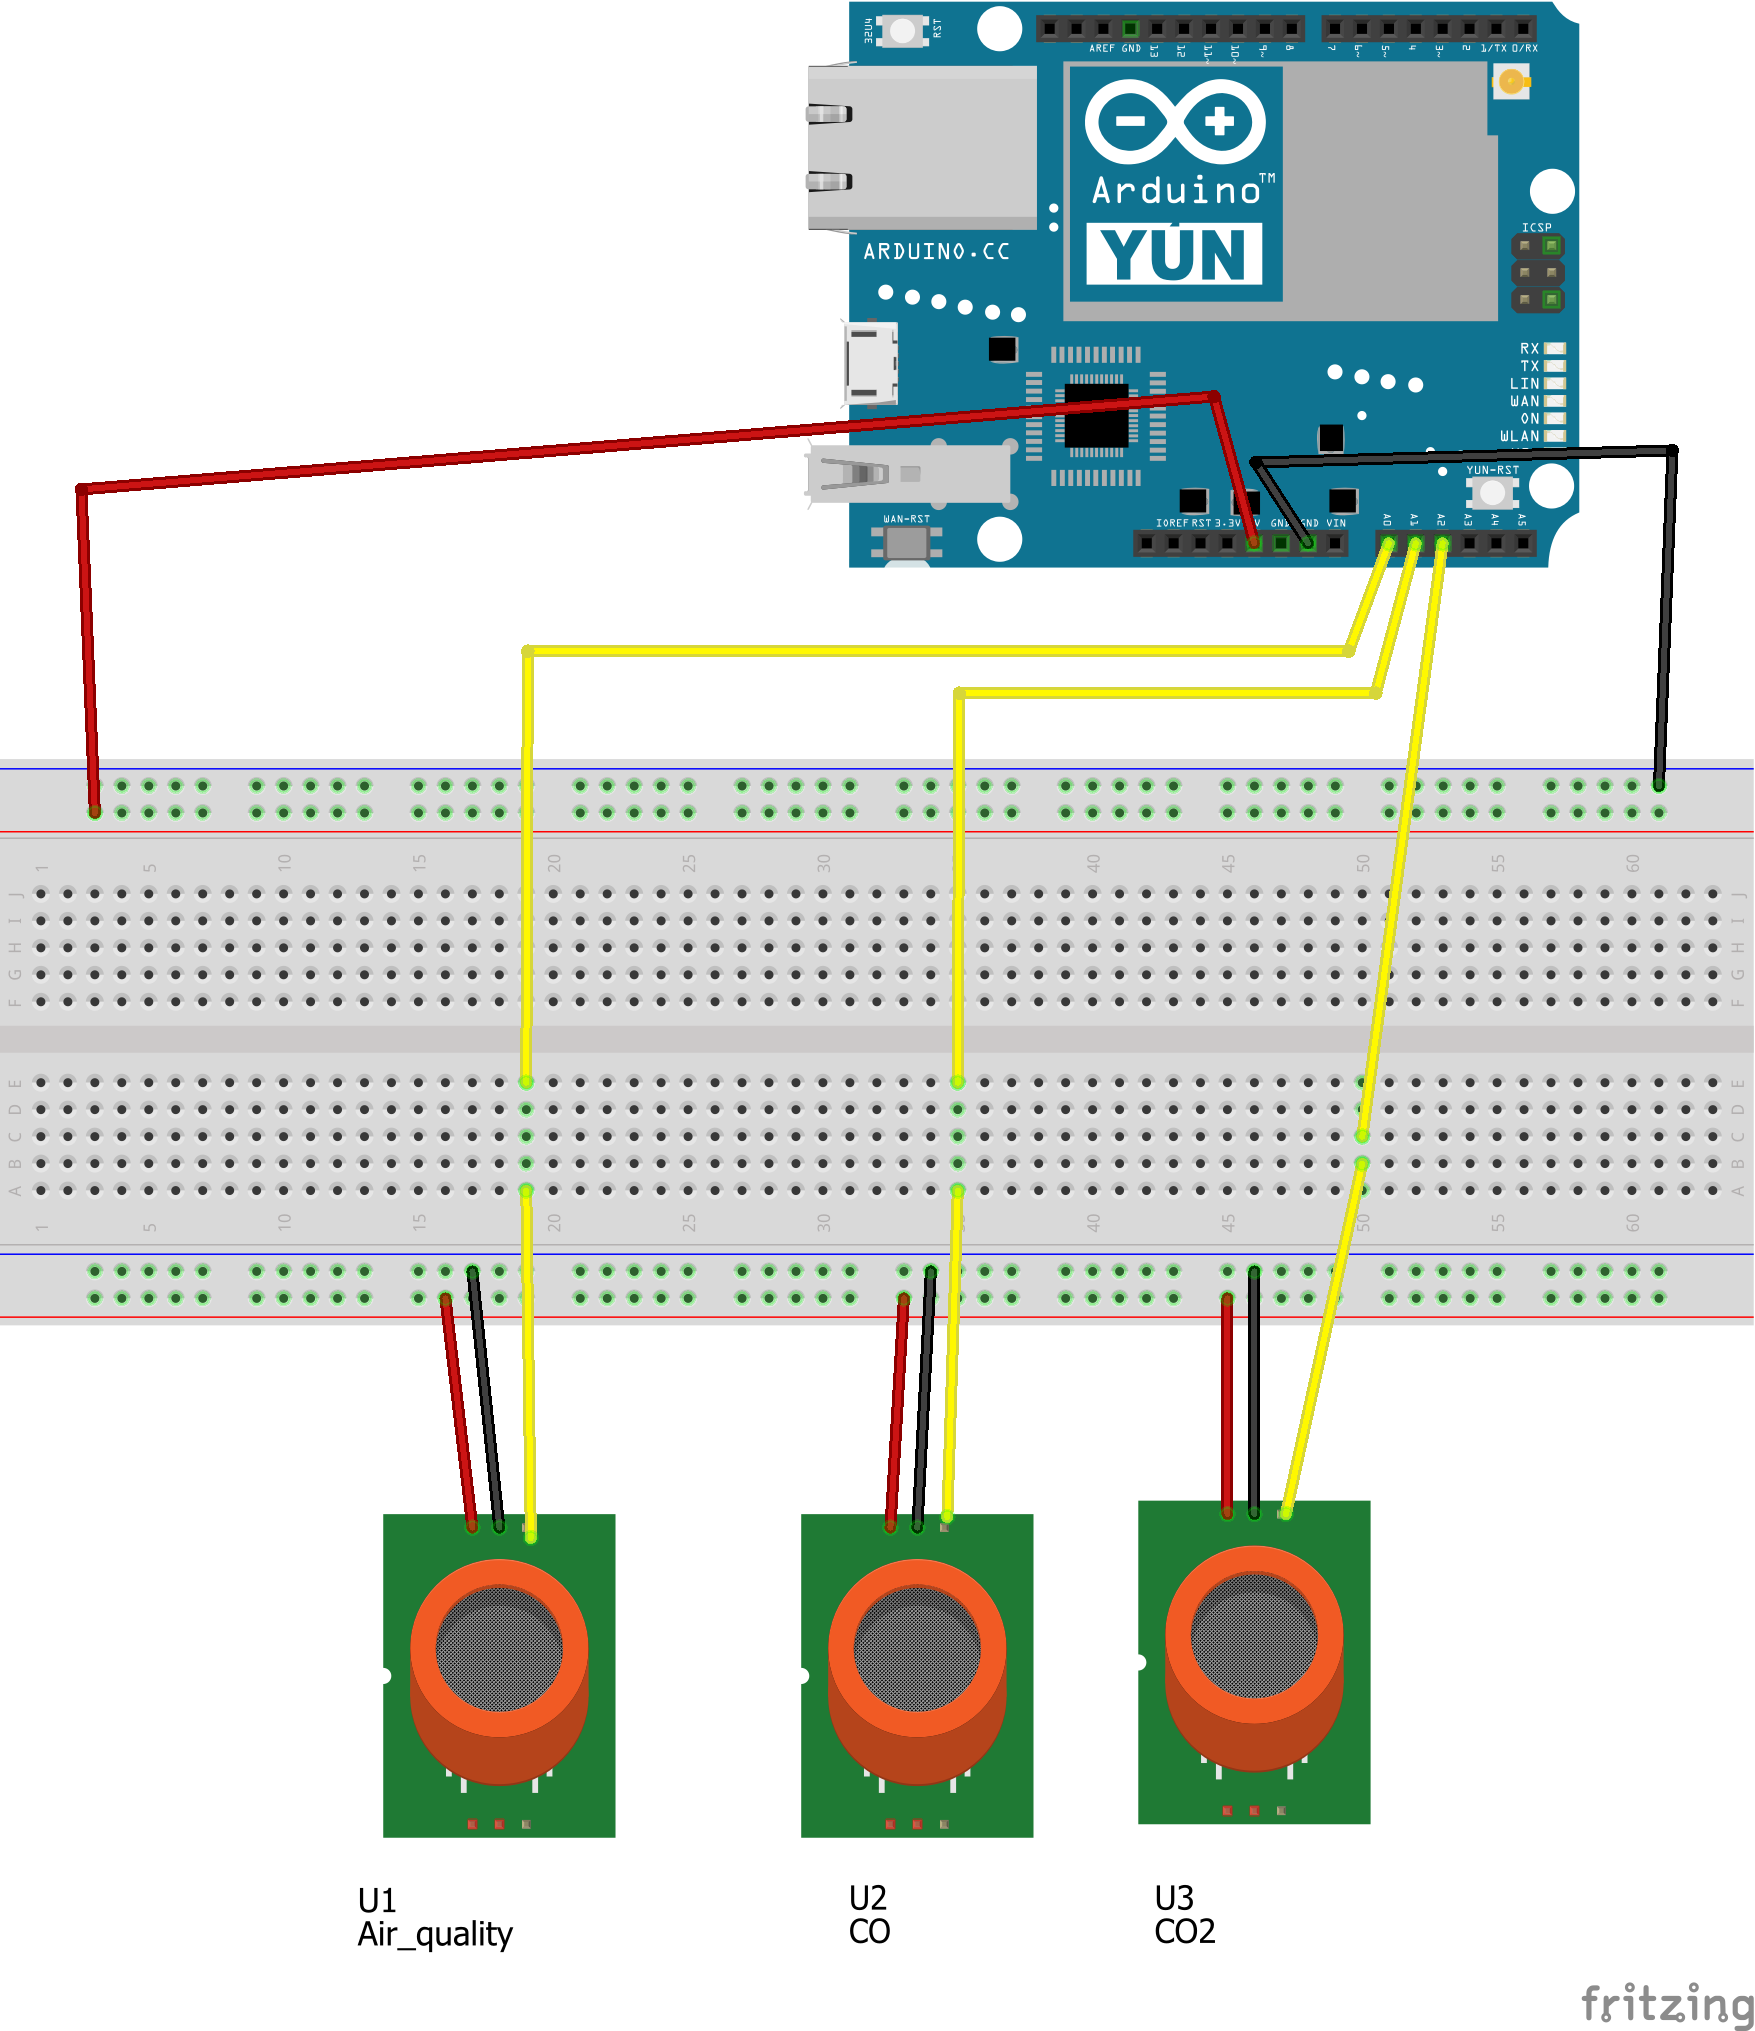 RST
AREF GND 13 12 11~ 10~ 9~ 8 7 6~ 5~ 4 3~ 2 1/TX 0/RX
Arduino™
YÚN
ARDUINO.CC
ICSP
RX
TX
LIN
WAN
ON
WLAN
YUN-RST
WAN-RST
IOREF RST 3.3V GND GND VIN A0 A1 A2 A3 A4 A5
1 5 10 15 20 25 30 40 45 50 55 60
J J
I I
H H
G G
F F
E E
D D
C C
B B
A A
1 5 10 15 20 25 30 40 45 50 55 60
U1
Air_quality
U2
CO
U3
CO2
fritzing